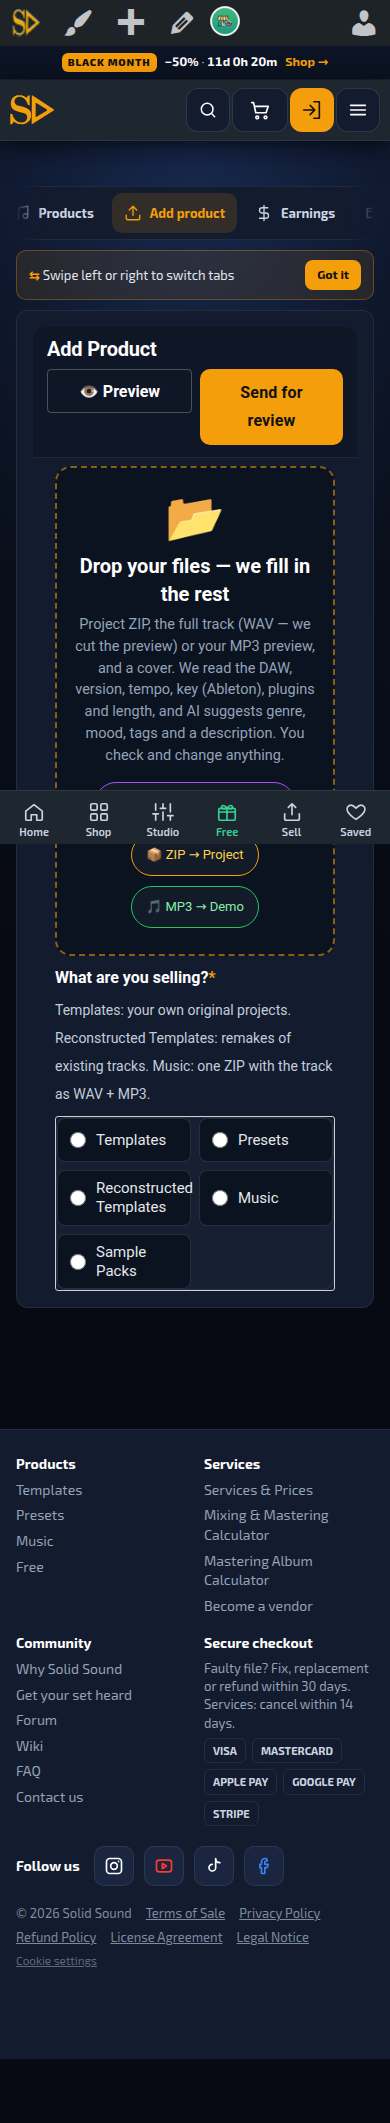 BLACK MONTH −50% · 11d 0h 20m Shop →
Products Add product Earnings
⇆ Swipe left or right to switch tabs Got it
Add Product
👁️ Preview
Send for
review
Drop your files — we fill in
the rest
Project ZIP, the full track (WAV — we
cut the preview) or your MP3 preview,
and a cover. We read the DAW,
version, tempo, key (Ableton), plugins
and length, and AI suggests genre,
mood, tags and a description. You
check and change anything.
Home Shop Studio Free Sell Saved
📦 ZIP → Project
🎵 MP3 → Demo
What are you selling?*
Templates: your own original projects.
Reconstructed Templates: remakes of
existing tracks. Music: one ZIP with the track
as WAV + MP3.
Templates
Presets
Reconstructed
Templates
Music
Sample
Packs
Products
Templates
Presets
Music
Free
Services
Services & Prices
Mixing & Mastering
Calculator
Mastering Album
Calculator
Become a vendor
Community
Why Solid Sound
Get your set heard
Forum
Wiki
FAQ
Contact us
Secure checkout
Faulty file? Fix, replacement
or refund within 30 days.
Services: cancel within 14
days.
VISA MASTERCARD
APPLE PAY GOOGLE PAY
STRIPE
Follow us
© 2026 Solid Sound Terms of Sale Privacy Policy
Refund Policy License Agreement Legal Notice
Cookie settings